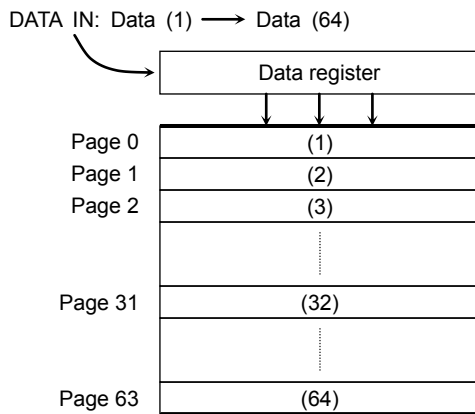 DATA IN: Data (1) Data (64)
Data register
Page 0 (1)
Page 1 (2)
Page 2 (3)
Page 31 (32)
Page 63 (64)